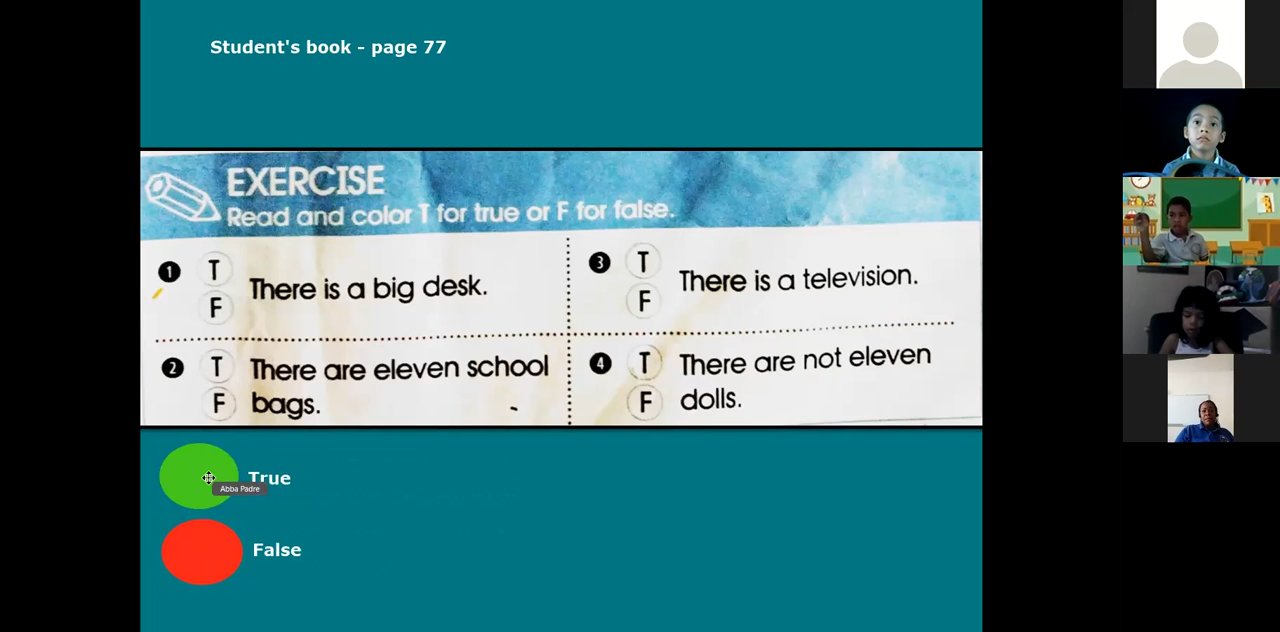 Student's book - page 77
EXERCISE
Read and color T for true or F for false.
1 T F There is a big desk.
2 T F There are eleven school
bags.
3 T F There is a television.
4 T F There are not eleven
dolls.
True
Abba Padre
False